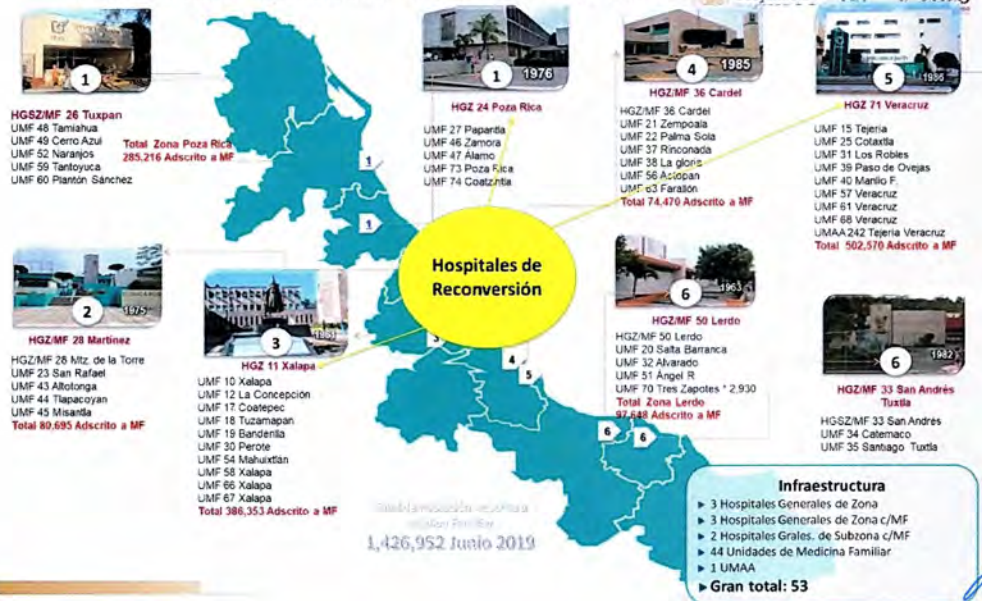 1
HGSZ/MF 26 Tuxpan
UMF 48 Tamiahua
UMF 49 Cerro Azul
UMF 52 Naranjos
UMF 59 Tantoyuca
UMF 60 Plantón Sánchez
Total Zona Poza Rica
285,216 Adscrito a MF
1 1976
HGZ 24 Poza Rica
UMF 27 Papantla
UMF 46 Zamora
UMF 47 Álamo
UMF 73 Poza Rica
UMF 74 Coatzintla
4 1985
HGZ/MF 36 Cardel
HGZ/MF 36 Cardel
UMF 21 Zempoala
UMF 22 Palma Sola
UMF 37 Rinconada
UMF 38 La gloria
UMF 56 Actopan
UMF 63 Farallón
Total 74,470 Adscrito a MF
5 1986
HGZ 71 Veracruz
UMF 15 Tejeria
UMF 25 Cotaxtla
UMF 31 Los Robles
UMF 39 Paso de Ovejas
UMF 40 Manlio F.
UMF 57 Veracruz
UMF 61 Veracruz
UMF 68 Veracruz
UMAA 242 Tejeria Veracruz
Total 502,570 Adscrito a MF
1
1
Hospitales de
Reconversión
2 1975
HGZ/MF 28 Martínez
HGZ/MF 28 Mtz. de la Torre
UMF 23 San Rafael
UMF 43 Altotonga
UMF 44 Tlapacoyan
UMF 45 Misantla
Total 80,695 Adscrito a MF
3
HGZ 11 Xalapa
UMF 10 Xalapa
UMF 12 La Concepción
UMF 17 Coatepec
UMF 18 Tuzamapan
UMF 19 Banderilla
UMF 30 Perote
UMF 54 Mahuixtlán
UMF 58 Xalapa
UMF 66 Xalapa
UMF 67 Xalapa
Total 386,353 Adscrito a MF
3
4
5
6 1963
HGZ/MF 50 Lerdo
HGZ/MF 50 Lerdo
UMF 20 Salta Barranca
UMF 32 Alvarado
UMF 51 Ángel R
UMF 70 Tres Zapotes * 2,930
Total Zona Lerdo
97,648 Adscrito a MF
6
6
6 1982
HGZ/MF 33 San Andrés
Tuxtla
HGSZ/MF 33 San Andrés
UMF 34 Catemaco
UMF 35 Santiago Tuxtla
1,426,952 Junio 2019
Infraestructura
► 3 Hospitales Generales de Zona
► 3 Hospitales Generales de Zona c/MF
► 2 Hospitales Grales. de Subzona c/MF
► 44 Unidades de Medicina Familiar
► 1 UMAA
► Gran total: 53